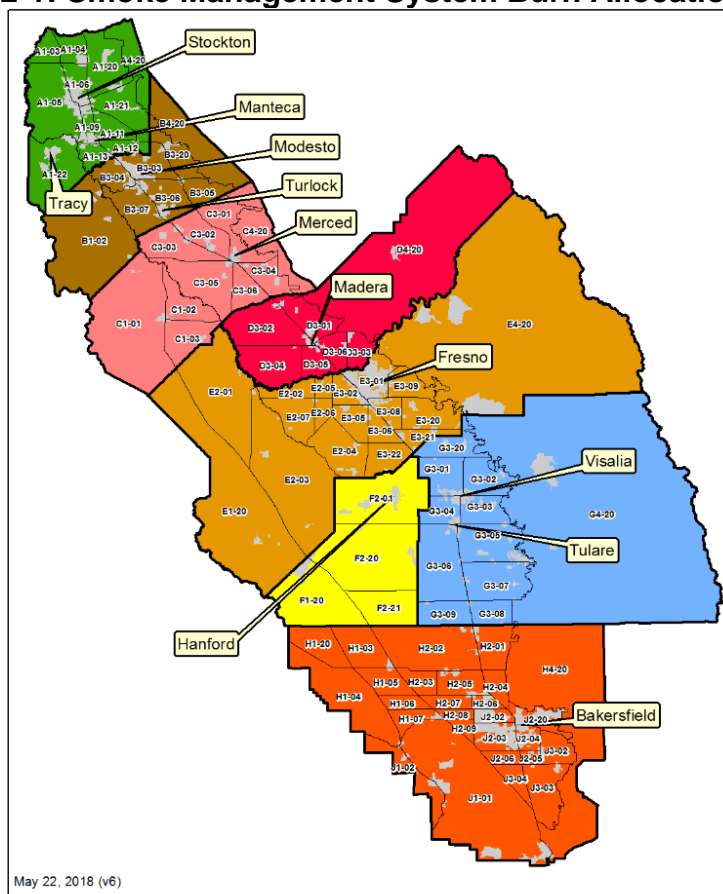 2-1: Smoke Management System Burn Allocatio
Stockton
A1-03
A1-04
A1-20
A4-20
A1-06
A1-05
A1-21
Manteca
A1-09
A1-11
B4-20
A1-12
A1-13
B3-20
Modesto
A1-22
B3-03
B3-04
Tracy
B3-05
B3-06
Turlock
B3-07
C3-01
B1-02
C3-02
C4-20
Merced
C3-03
D4-20
C3-04
C3-05
C3-06
Madera
C1-02
C1-01
C1-03
D3-02
D3-01
E4-20
D3-06
D3-03
Fresno
D3-04
D3-05
E3-01
E2-01
E2-02
E2-05
E3-09
E3-02
E2-07
E2-06
E3-05
E3-08
E3-20
E3-06
E3-21
E2-04
E3-22
G3-20
G3-01
Visalia
E2-03
G3-02
F2-01
G3-03
E1-20
G3-04
G4-20
G3-05
Tulare
F2-20
G3-06
G3-07
F1-20
F2-21
G3-09
G3-08
Hanford
H1-20
H1-03
H2-02
H2-01
H4-20
H1-05
H2-03
H2-05
H2-04
H1-04
H1-06
H2-07
H2-06
H1-07
H2-08
J2-02
J2-20
Bakersfield
H2-09
J2-03
J2-04
J3-02
J2-06
J2-05
J1-02
J3-04
J3-03
J1-01
May 22, 2018 (v6)